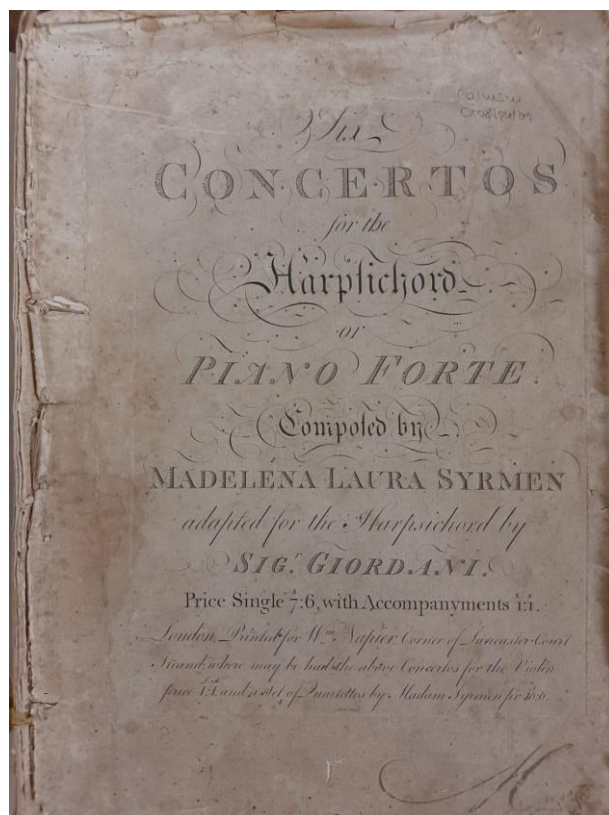 Six
CONCERTOS
for the
Harpsichord
or
PIANO FORTE.
Composed by
MADELENA LAURA SYRMEN
adapted for the Harpsichord by
SIG.r GIORDANI.
Price Single 7:6, with Accompanyments 1:1.
London, Printed for Wm. Napier, Corner of Lancaster Court
Strand, where may be had the above Concertos for the Violin
price and a set of Quartettos by Madam Syrmen pr 10:6.